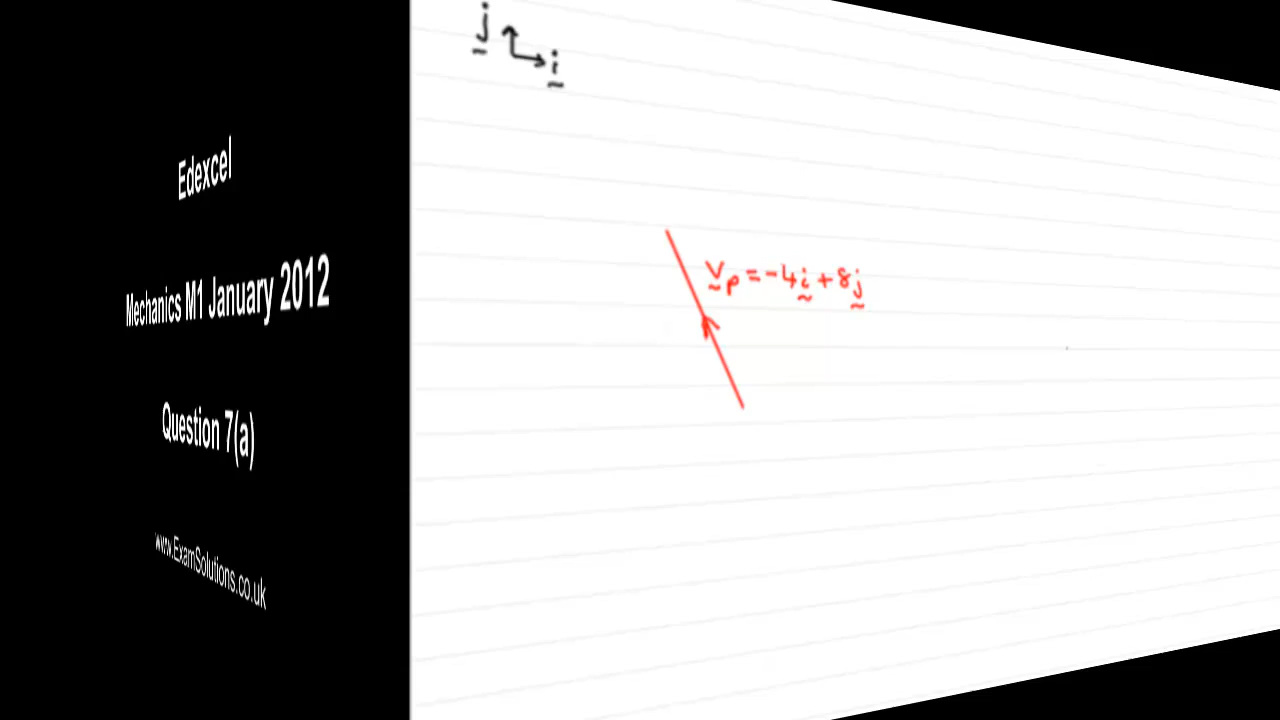 Edexcel
Mechanics M1 January 2012
Question 7(a)
www.ExamSolutions.co.uk
j
i
v_p = -4i + 8j